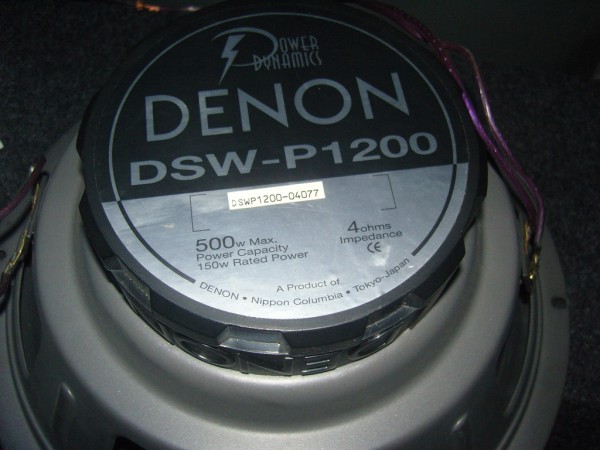 POWER
DYNAMICS
DENON
DSW-P1200
DSWP1200-04077
500w Max.
Power Capacity
150w Rated Power
4ohms
Impedance
CE
A Product of
DENON • Nippon Columbia • Tokyo-Japan
DENON